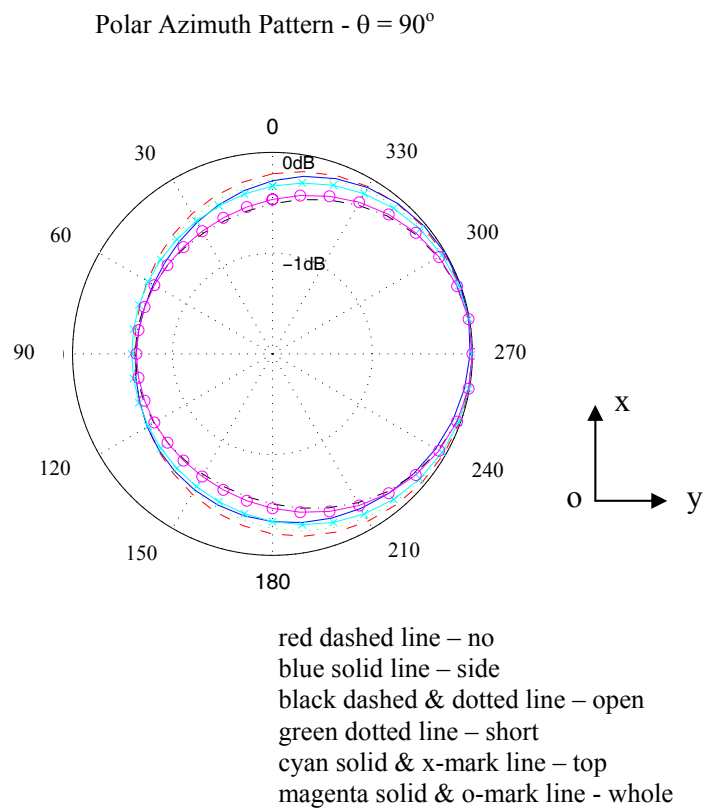 Polar Azimuth Pattern - θ = 90°
0
30
330
0dB
60
300
−1dB
90
270
x
120
240
o
y
150
210
180
red dashed line – no
blue solid line – side
black dashed & dotted line – open
green dotted line – short
cyan solid & x-mark line – top
magenta solid & o-mark line - whole